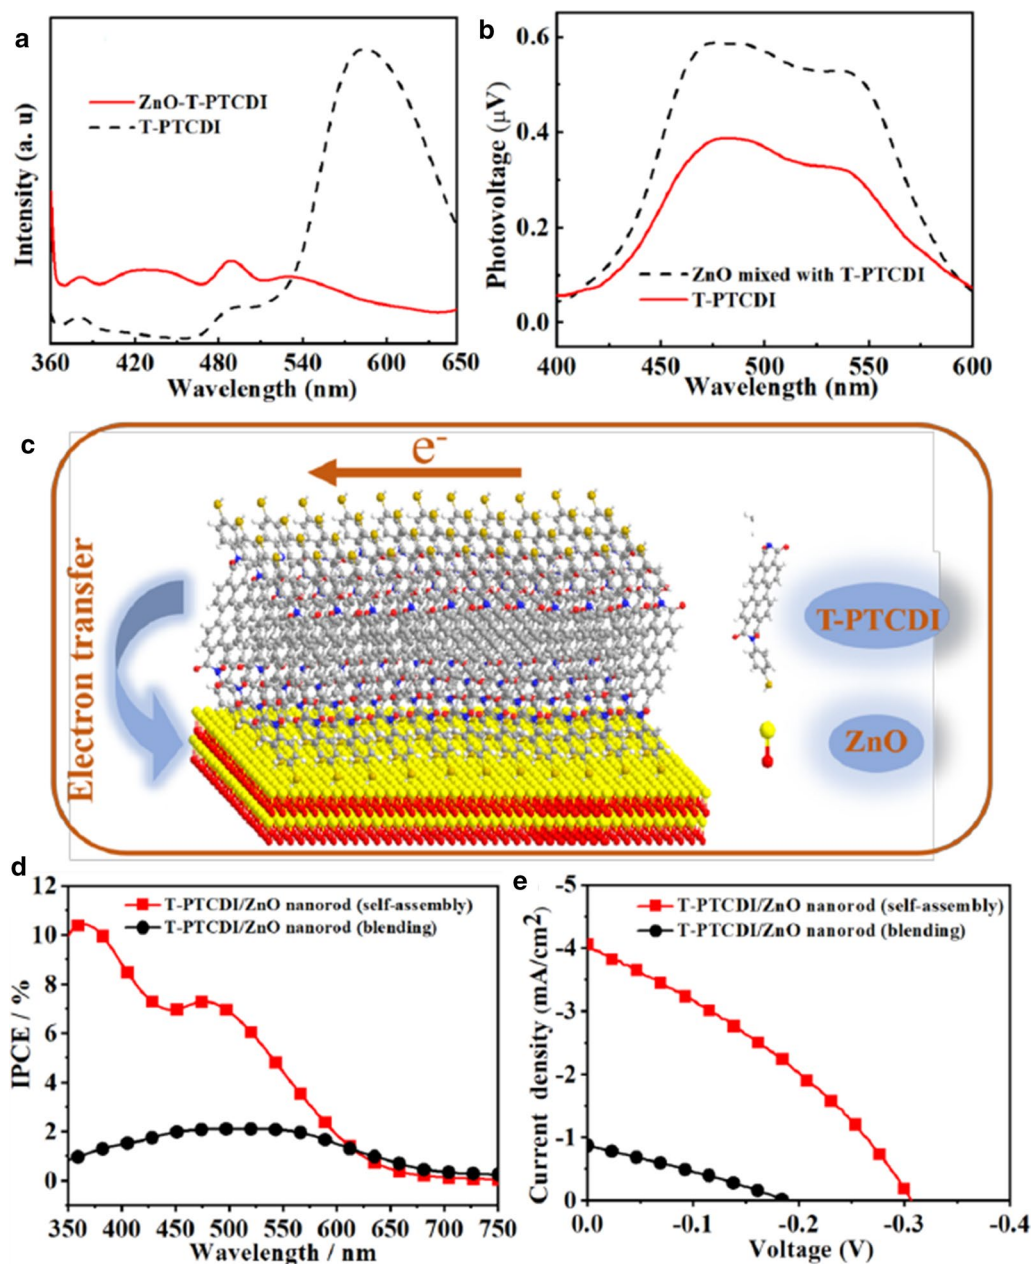 a
Intensity (a. u)
ZnO-T-PTCDI
T-PTCDI
360 420 480 540 600 650
Wavelength (nm)
b
Photovoltage (μV)
0.6
0.4
0.2
0.0
ZnO mixed with T-PTCDI
T-PTCDI
400 450 500 550 600
Wavelength (nm)
c
e-
Electron transfer
T-PTCDI
ZnO
d
IPCE / %
12
10
8
6
4
2
0
T-PTCDI/ZnO nanorod (self-assembly)
T-PTCDI/ZnO nanorod (blending)
350 400 450 500 550 600 650 700 750
Wavelength / nm
e
Current density (mA/cm2)
-5
-4
-3
-2
-1
0
T-PTCDI/ZnO nanorod (self-assembly)
T-PTCDI/ZnO nanorod (blending)
0.0 -0.1 -0.2 -0.3 -0.4
Voltage (V)